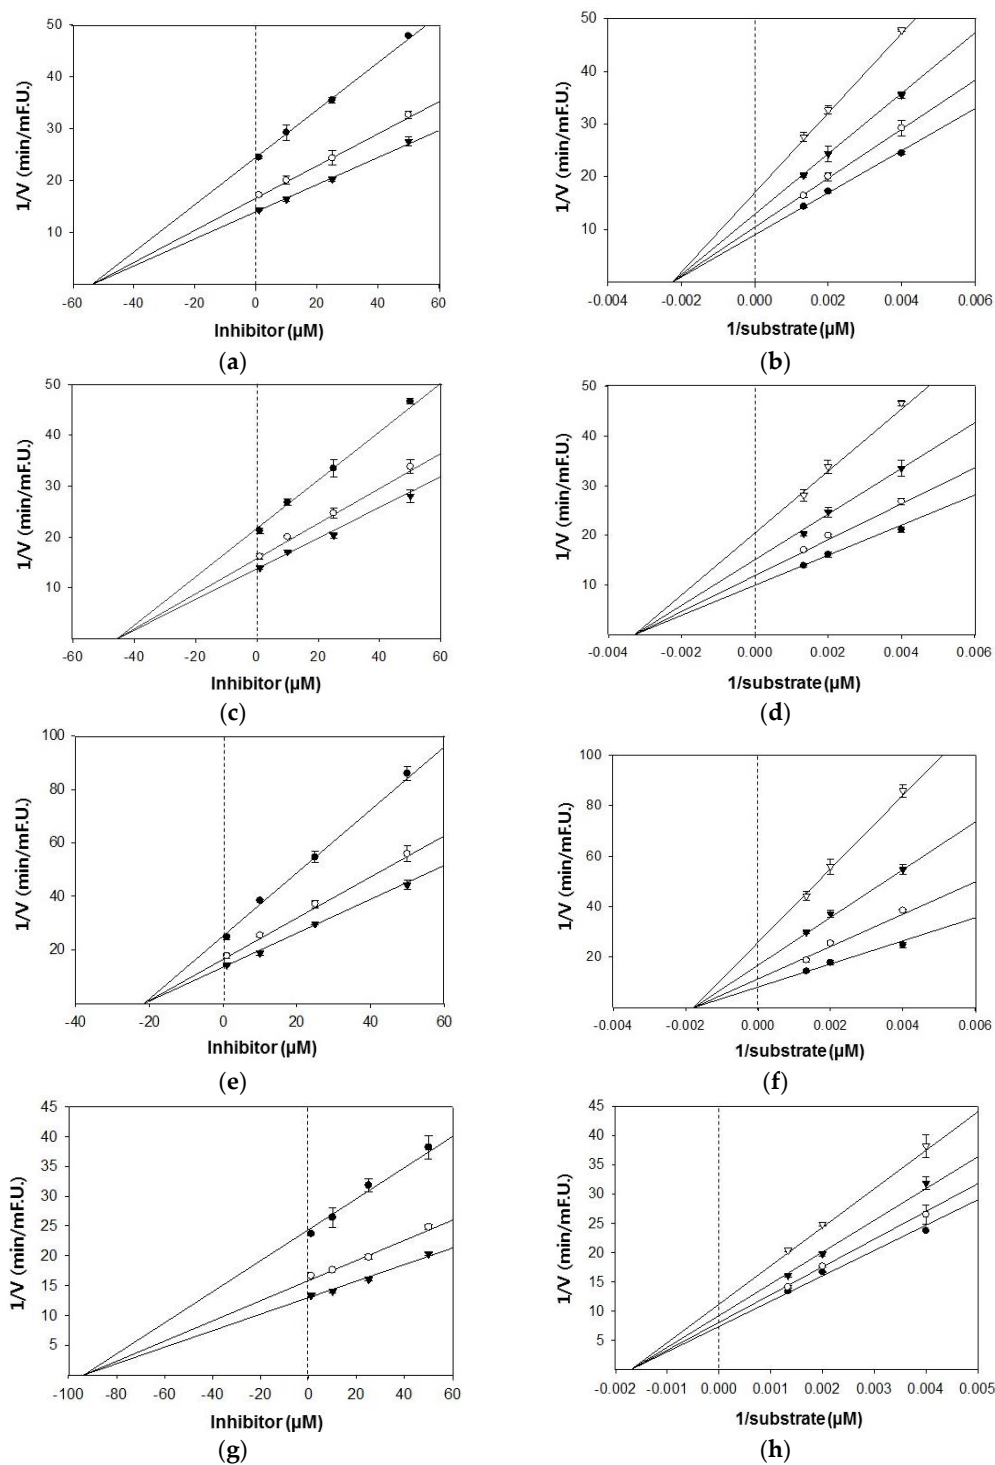 50
40
30
20
10
1/V (min/mF.U.)
-60 -40 -20 0 20 40 60
Inhibitor (μM)
(a)
50
40
30
20
10
1/V (min/mF.U.)
-0.004 -0.002 0.000 0.002 0.004 0.006
1/substrate (μM)
(b)
50
40
30
20
10
1/V (min/mF.U.)
-60 -40 -20 0 20 40 60
Inhibitor (μM)
(c)
50
40
30
20
10
1/V (min/mF.U.)
-0.004 -0.002 0.000 0.002 0.004 0.006
1/substrate (μM)
(d)
100
80
60
40
20
1/V (min/mF.U.)
-40 -20 0 20 40 60
Inhibitor (μM)
(e)
100
80
60
40
20
1/V (min/mF.U.)
-0.004 -0.002 0.000 0.002 0.004 0.006
1/substrate (μM)
(f)
45
40
35
30
25
20
15
10
5
1/V (min/mF.U.)
-100 -80 -60 -40 -20 0 20 40 60
Inhibitor (μM)
(g)
45
40
35
30
25
20
15
10
5
1/V (min/mF.U.)
-0.002 -0.001 0.000 0.001 0.002 0.003 0.004 0.005
1/substrate (μM)
(h)